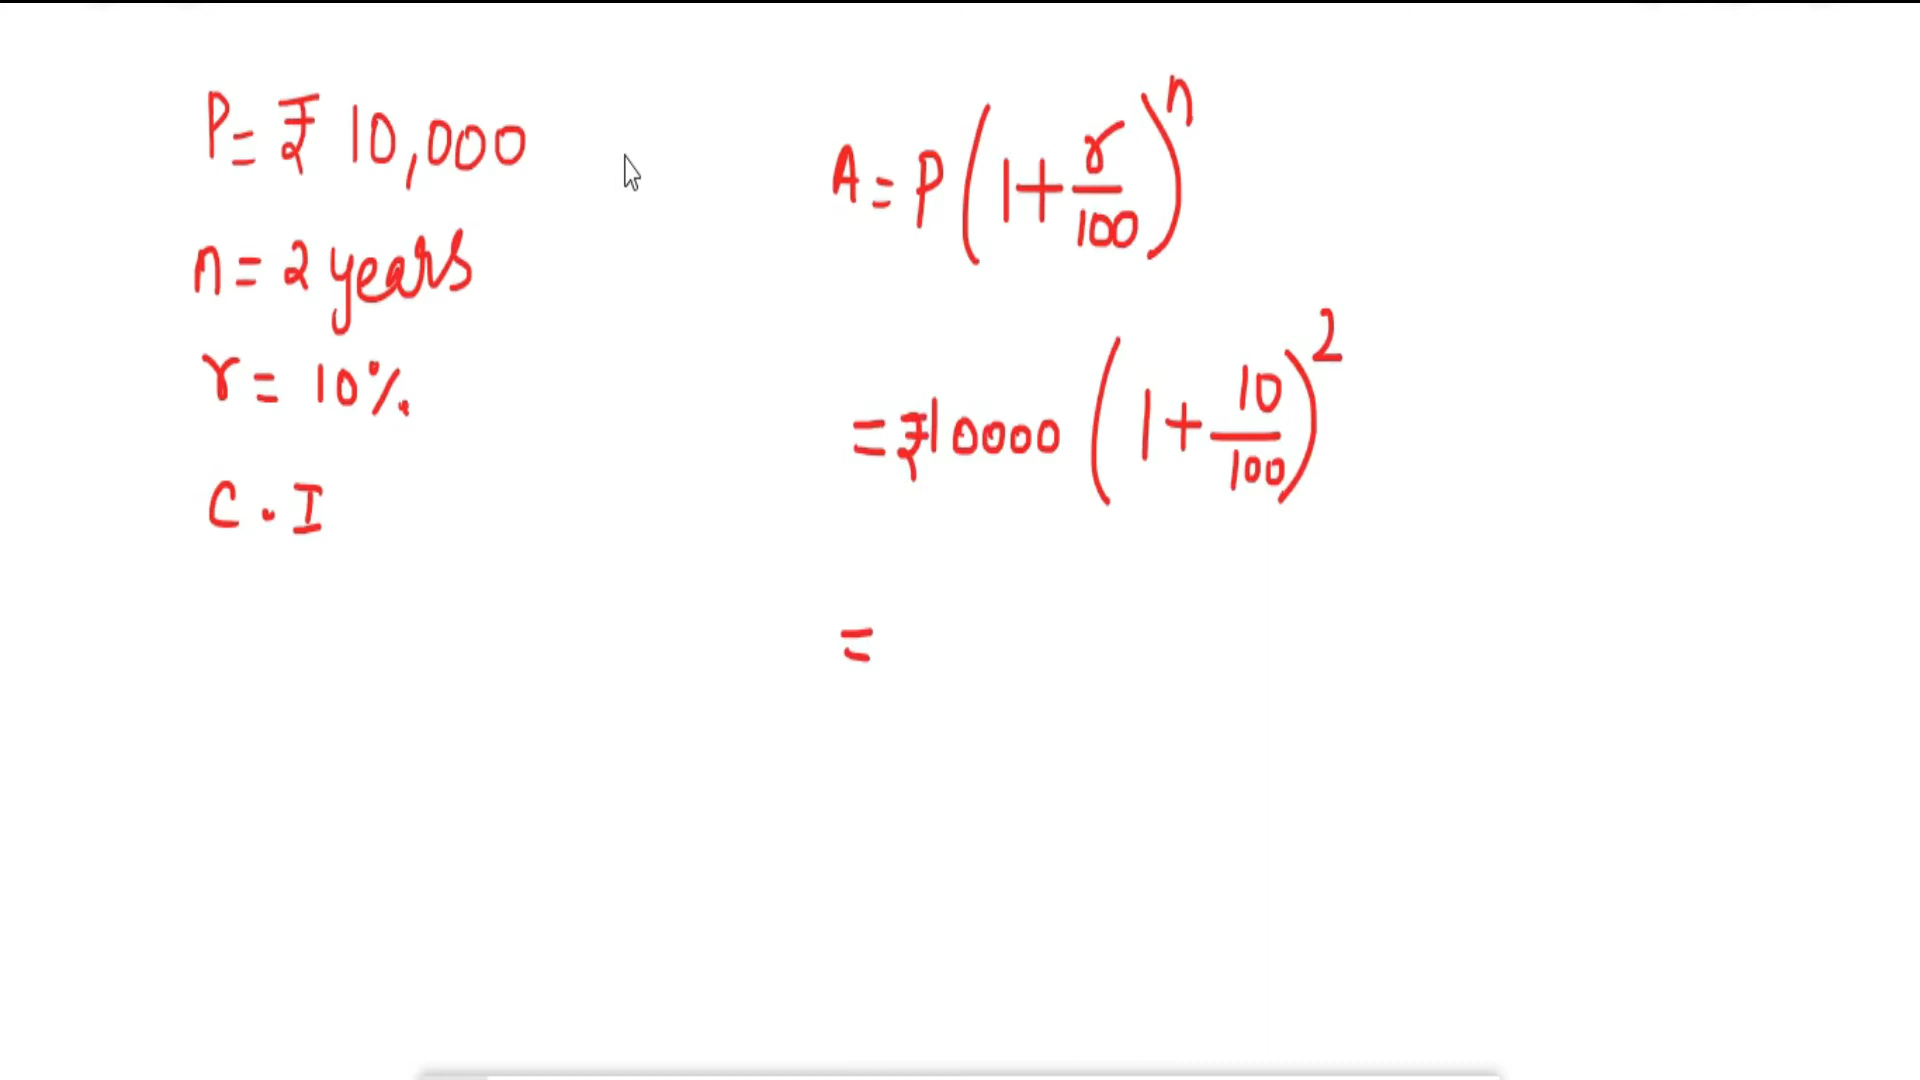 P = ₹ 10,000
n = 2 years
r = 10%.
C . I
A = P(1+r/100)^n
= ₹10000(1+10/100)^2
=